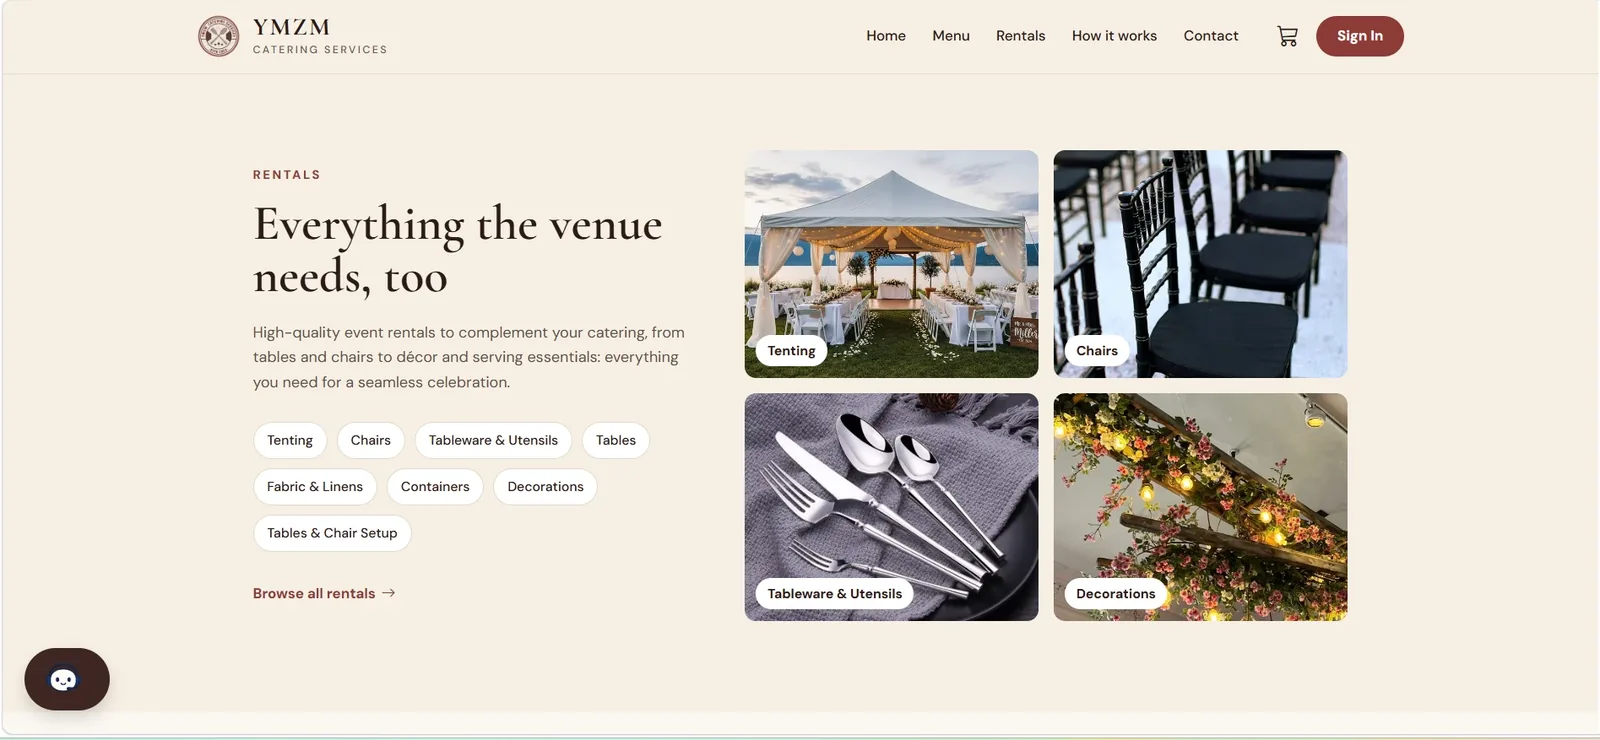 YMZM
CATERING SERVICES
Home
Menu
Rentals
How it works
Contact
Sign In
RENTALS
Everything the venue
needs, too
High-quality event rentals to complement your catering, from
tables and chairs to décor and serving essentials: everything
you need for a seamless celebration.
Tenting
Chairs
Tableware & Utensils
Tables
Fabric & Linens
Containers
Decorations
Tables & Chair Setup
Browse all rentals →
Tenting
Chairs
Tableware & Utensils
Decorations